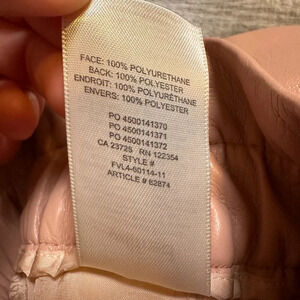 FACE: 100% POLYURETHANE
BACK: 100% POLYESTER
ENDROIT: 100% POLYURÉTHANE
ENVERS: 100% POLYESTER
PO 4500141370
PO 4500141371
PO 4500141372
CA 23725 RN 122354
STYLE #
FVL4-60114-11
ARTICLE # 82874